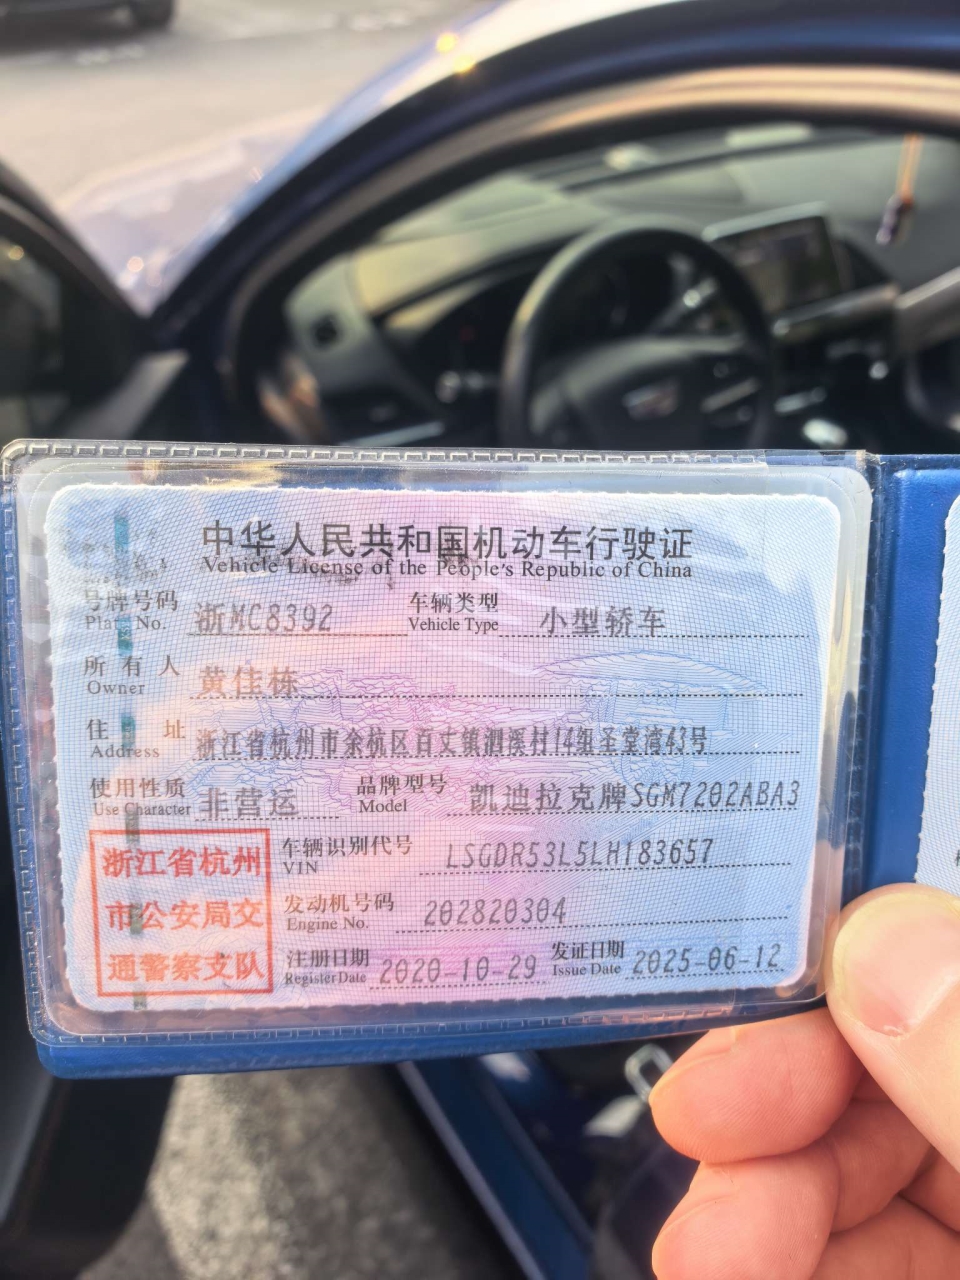 中华人民共和国机动车行驶证
Vehicle License of the People's Republic of China
号牌号码 浙MC8392 车辆类型 小型轿车
Plate No. Vehicle Type
所有人 黄佳栋
Owner
住址 浙江省杭州市余杭区百丈镇泗溪村14组圣堂湾43号
Address
使用性质 非营运 品牌型号 凯迪拉克牌SGM7202ABA3
Use Character Model
浙江省杭州
市公安局交
通警察支队
车辆识别代号 LSGDR53L5LH183657
VIN
发动机号码 202820304
Engine No.
注册日期 2020-10-29 发证日期 2025-06-12
Register Date Issue Date